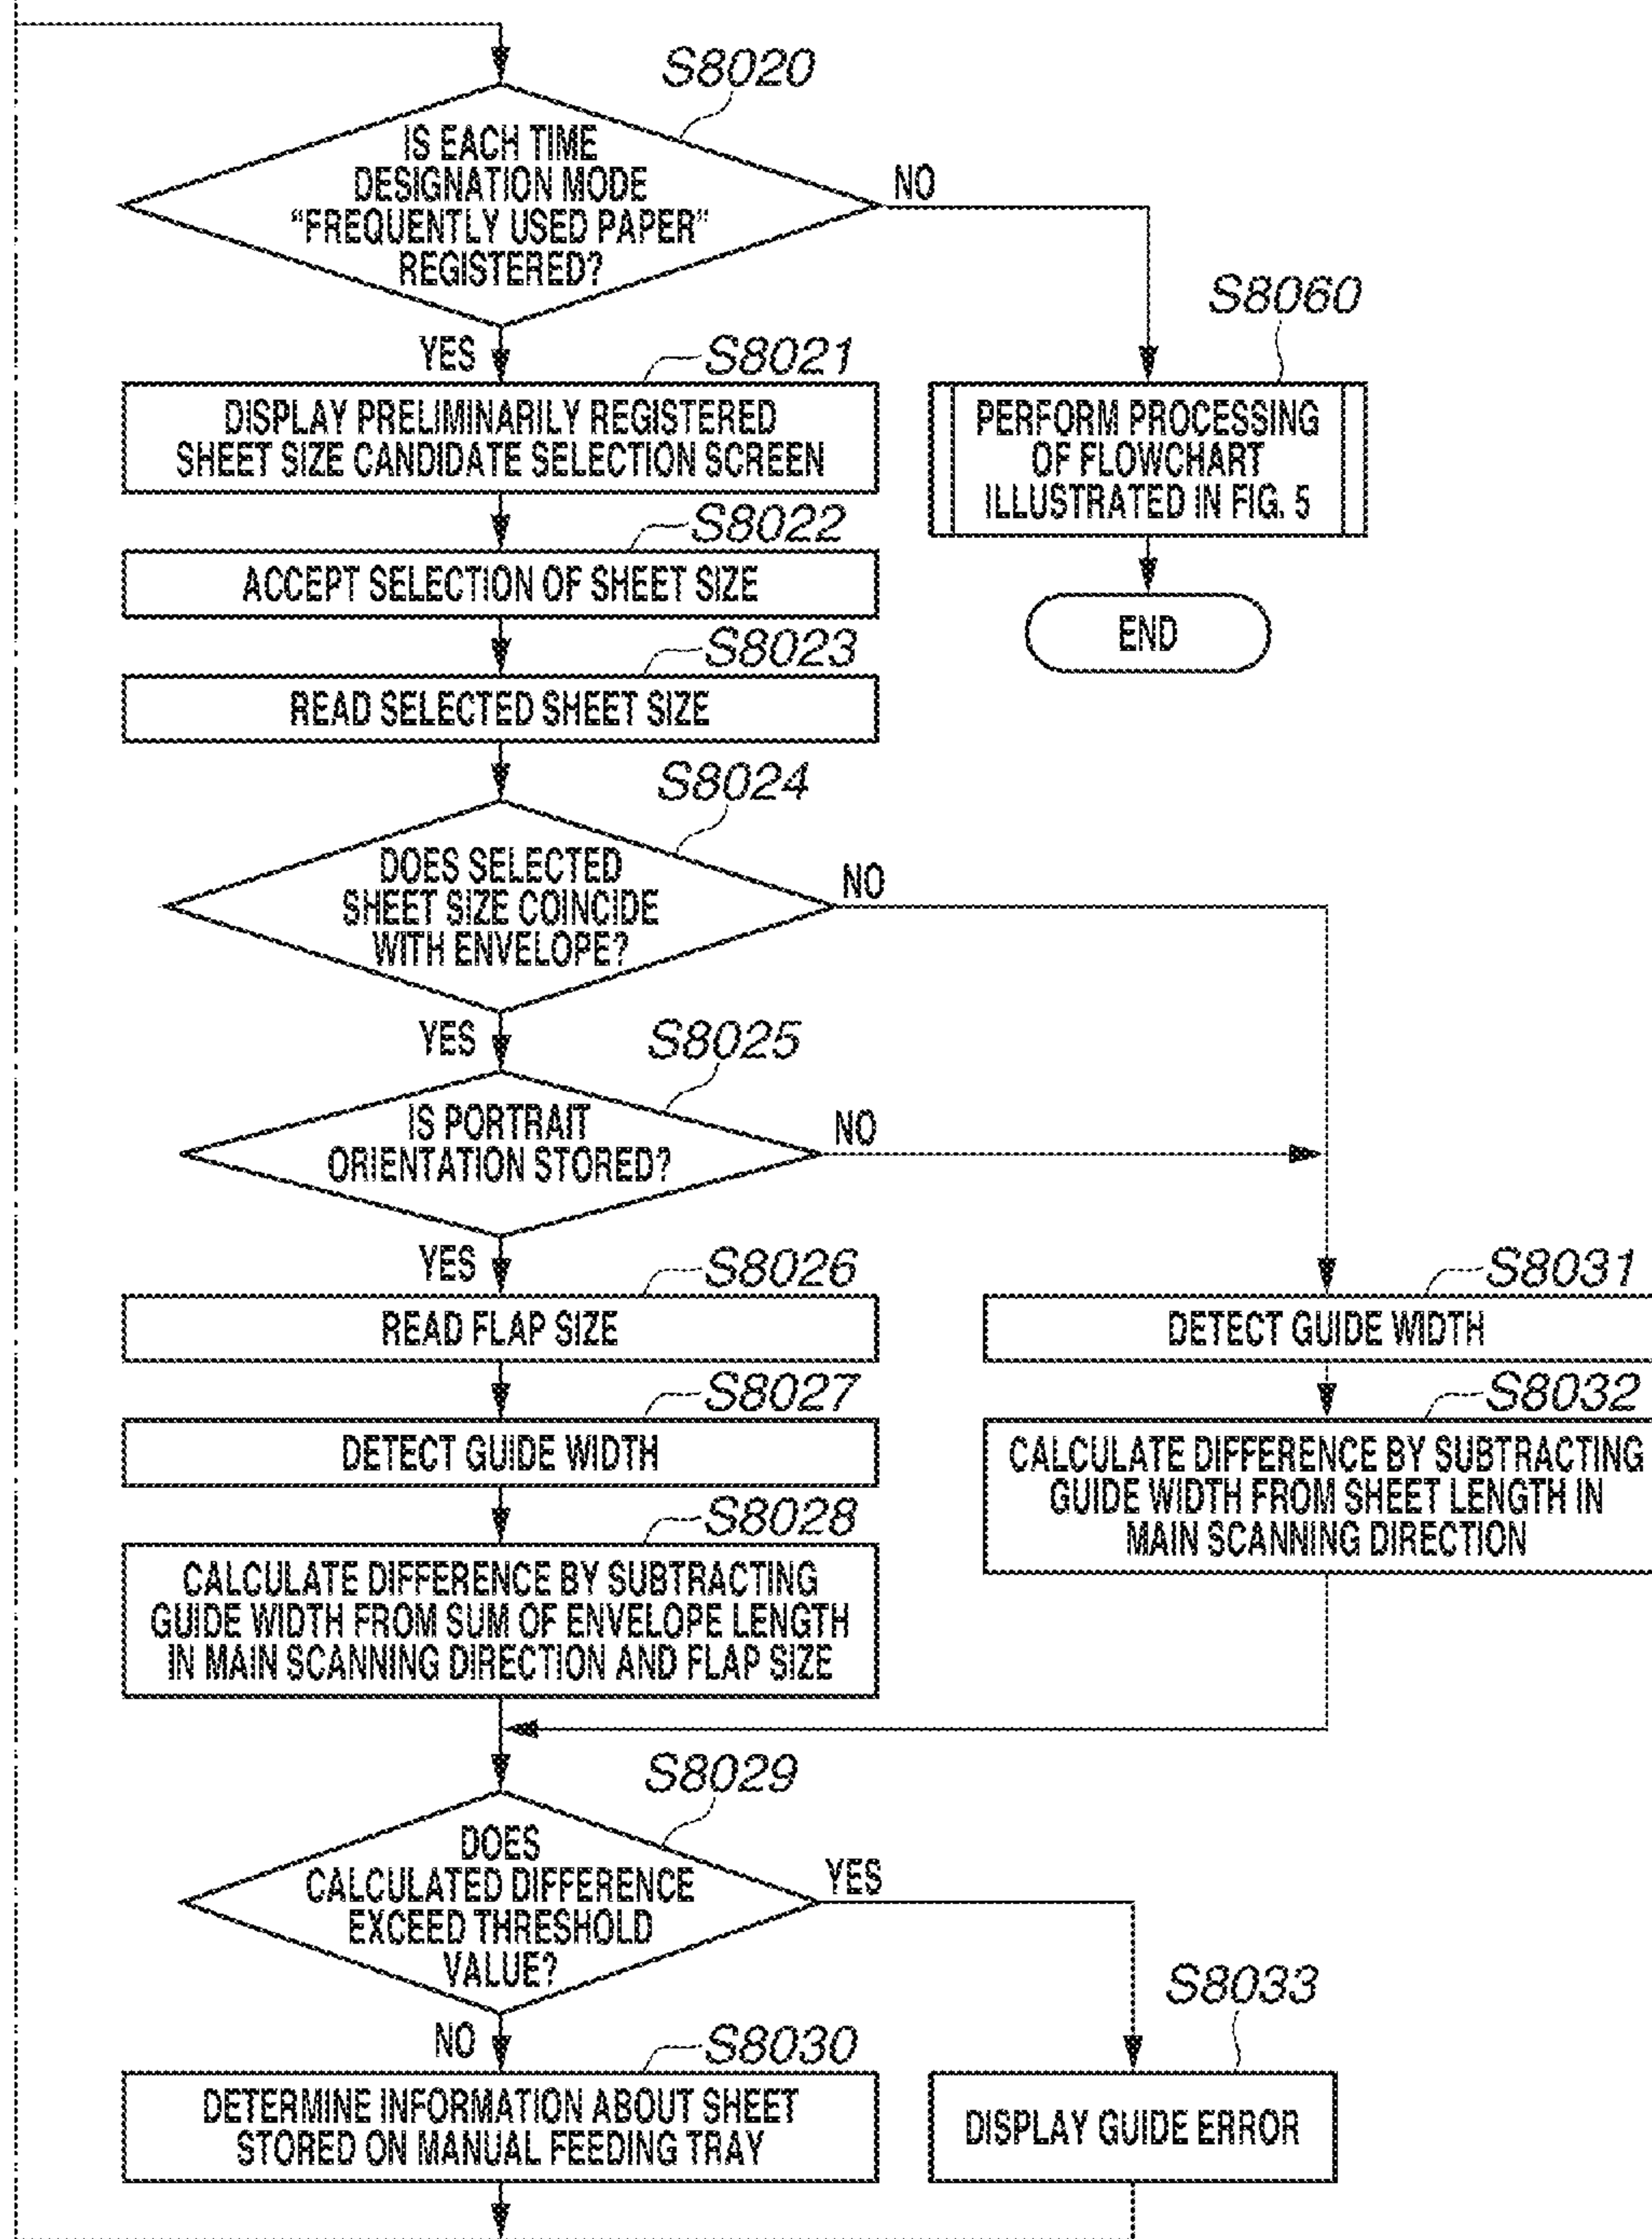 S8020
IS EACH TIME
DESIGNATION MODE
“FREQUENTLY USED PAPER”
REGISTERED?
NO
YES
S8021
DISPLAY PRELIMINARILY REGISTERED
SHEET SIZE CANDIDATE SELECTION SCREEN
S8060
PERFORM PROCESSING
OF FLOWCHART
ILLUSTRATED IN FIG. 5
END
S8022
ACCEPT SELECTION OF SHEET SIZE
S8023
READ SELECTED SHEET SIZE
S8024
DOES SELECTED
SHEET SIZE COINCIDE
WITH ENVELOPE?
NO
YES
S8025
IS PORTRAIT
ORIENTATION STORED?
NO
YES
S8026
READ FLAP SIZE
S8031
DETECT GUIDE WIDTH
S8027
DETECT GUIDE WIDTH
S8032
CALCULATE DIFFERENCE BY SUBTRACTING
GUIDE WIDTH FROM SHEET LENGTH IN
MAIN SCANNING DIRECTION
S8028
CALCULATE DIFFERENCE BY SUBTRACTING
GUIDE WIDTH FROM SUM OF ENVELOPE LENGTH
IN MAIN SCANNING DIRECTION AND FLAP SIZE
S8029
DOES
CALCULATED DIFFERENCE
EXCEED THRESHOLD
VALUE?
YES
NO
S8030
DETERMINE INFORMATION ABOUT SHEET
STORED ON MANUAL FEEDING TRAY
S8033
DISPLAY GUIDE ERROR